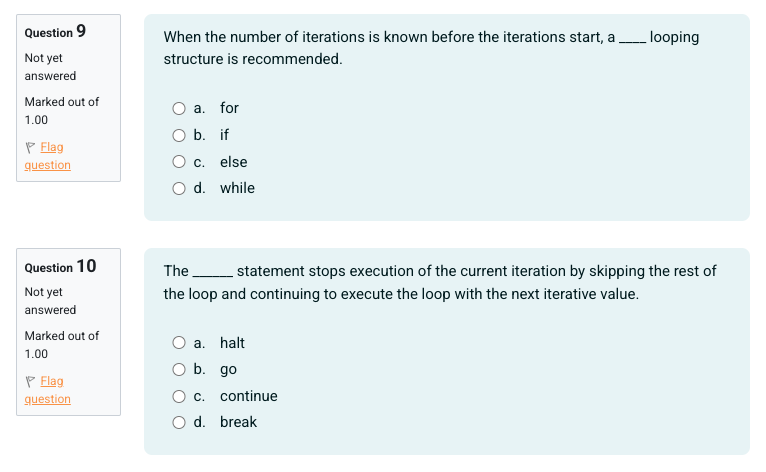 Question 9
Not yet
answered
Marked out of
1.00
Flag
question
When the number of iterations is known before the iterations start, a ____ looping
structure is recommended.
a. for
b. if
c. else
d. while
Question 10
Not yet
answered
Marked out of
1.00
Flag
question
The ______ statement stops execution of the current iteration by skipping the rest of
the loop and continuing to execute the loop with the next iterative value.
a. halt
b. go
c. continue
d. break